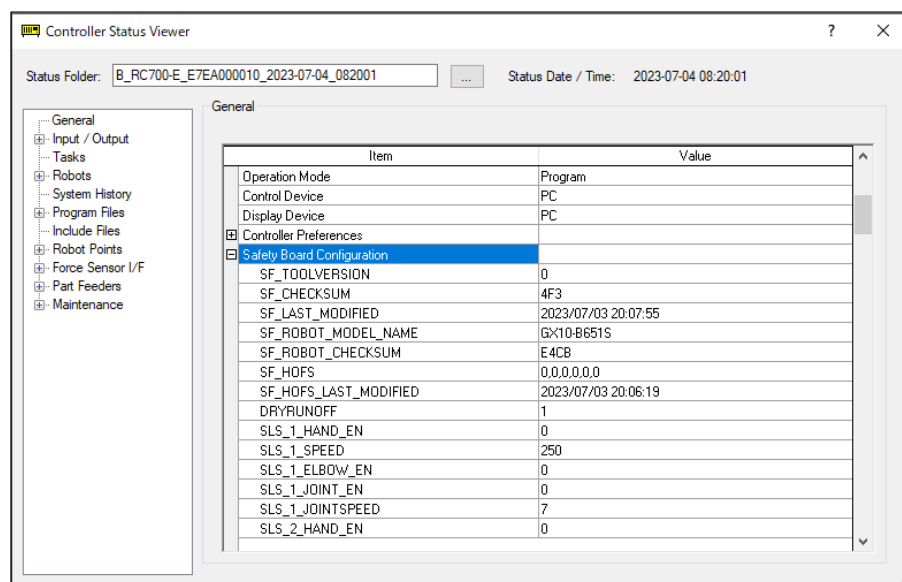 Controller Status Viewer
?
Status Folder: B_RC700-E_E7EA000010_2023-07-04_082001 ... Status Date / Time: 2023-07-04 08:20:01
General
Input / Output
Tasks
Robots
System History
Program Files
Include Files
Robot Points
Force Sensor I/F
Part Feeders
Maintenance
General
Item Value
Operation Mode Program
Control Device PC
Display Device PC
Controller Preferences
Safety Board Configuration
SF_TOOLVERSION 0
SF_CHECKSUM 4F3
SF_LAST_MODIFIED 2023/07/03 20:07:55
SF_ROBOT_MODEL_NAME GX10-B651S
SF_ROBOT_CHECKSUM E4CB
SF_HOFS 0,0,0,0,0,0
SF_HOFS_LAST_MODIFIED 2023/07/03 20:06:19
DRYRUNOFF 1
SLS_1_HAND_EN 0
SLS_1_SPEED 250
SLS_1_ELBOW_EN 0
SLS_1_JOINT_EN 0
SLS_1_JOINTSPEED 7
SLS_2_HAND_EN 0